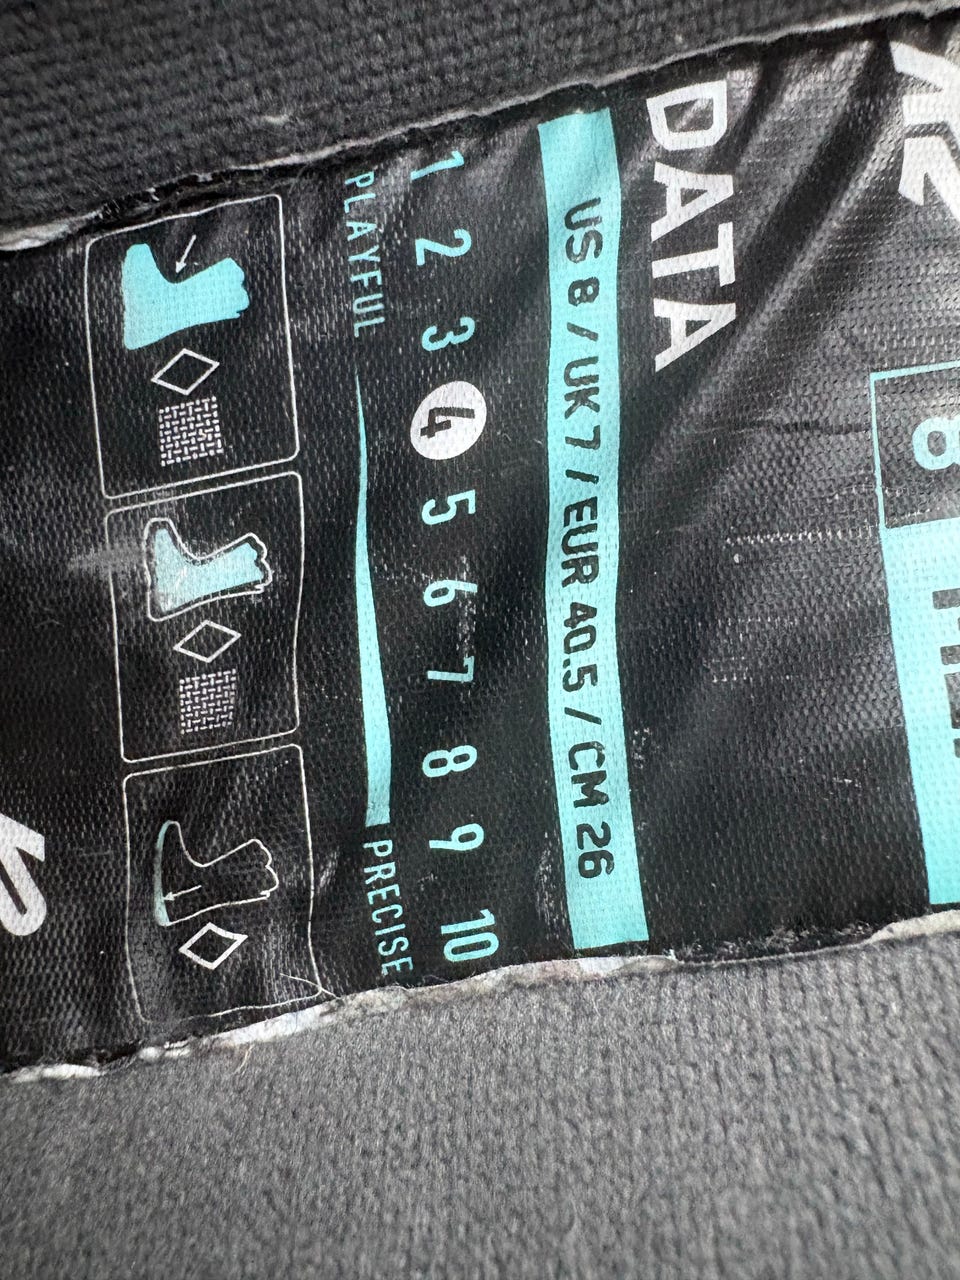 DATA
8
US 8 / UK 7 / EUR 40.5 / CM 26
1 2 3 4 5 6 7 8 9 10
PLAYFUL PRECISE